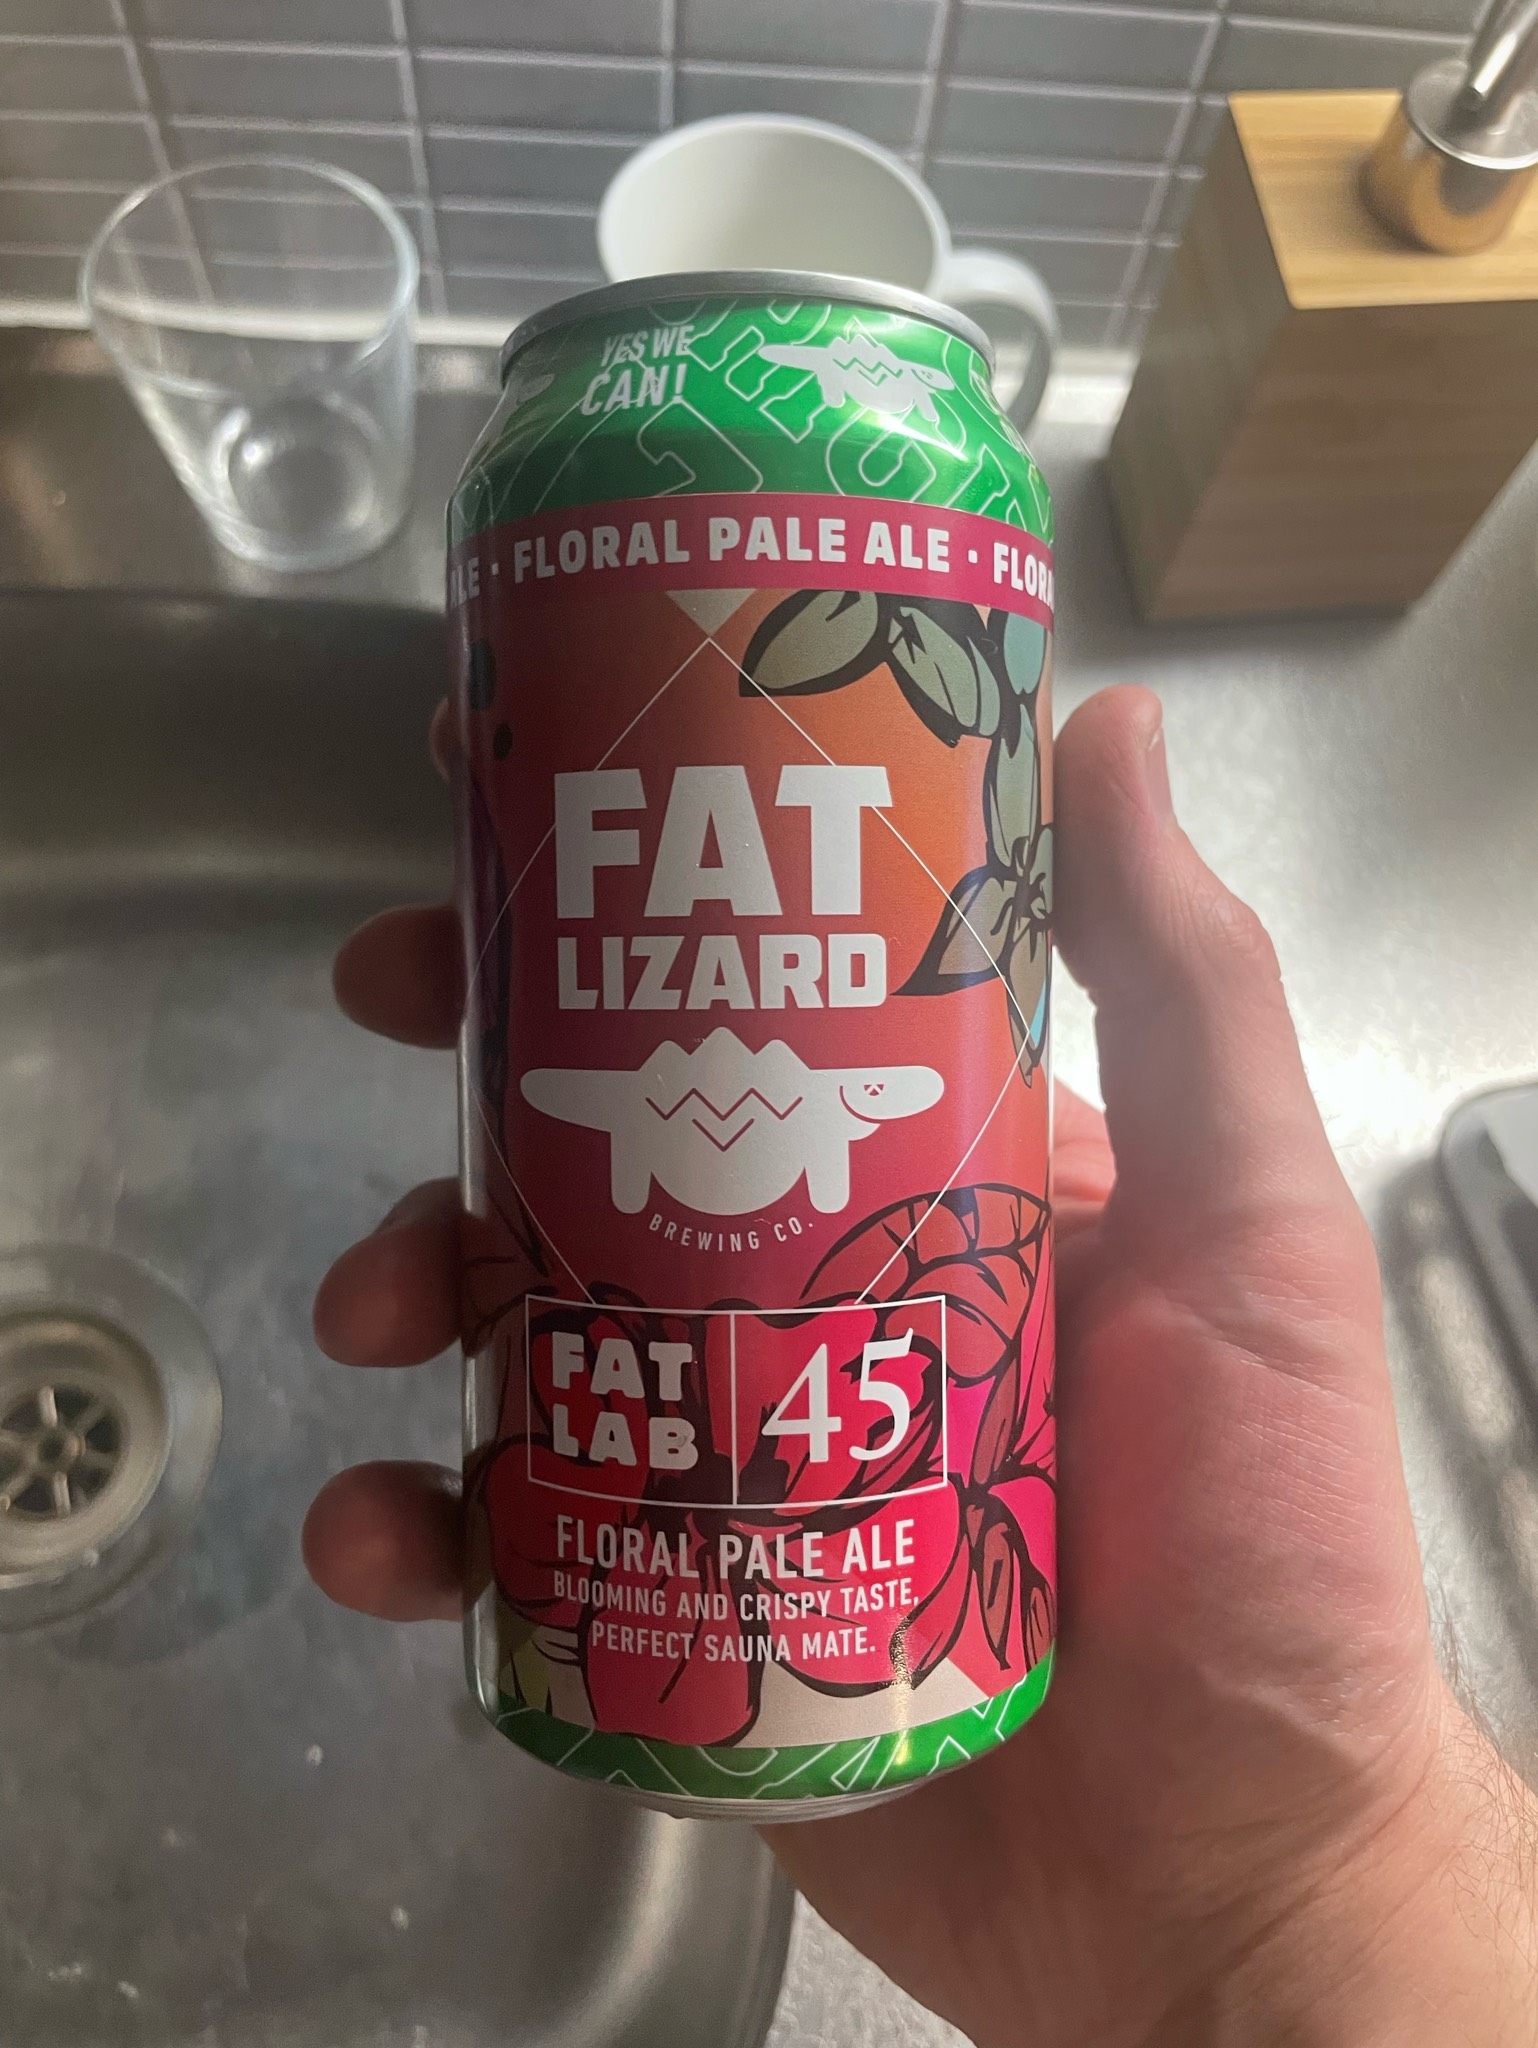 YES WE
CAN!
ALE · FLORAL PALE ALE · FLORA
FAT
LIZARD
BREWING CO.
FAT
LAB
45
FLORAL PALE ALE
BLOOMING AND CRISPY TASTE,
PERFECT SAUNA MATE.